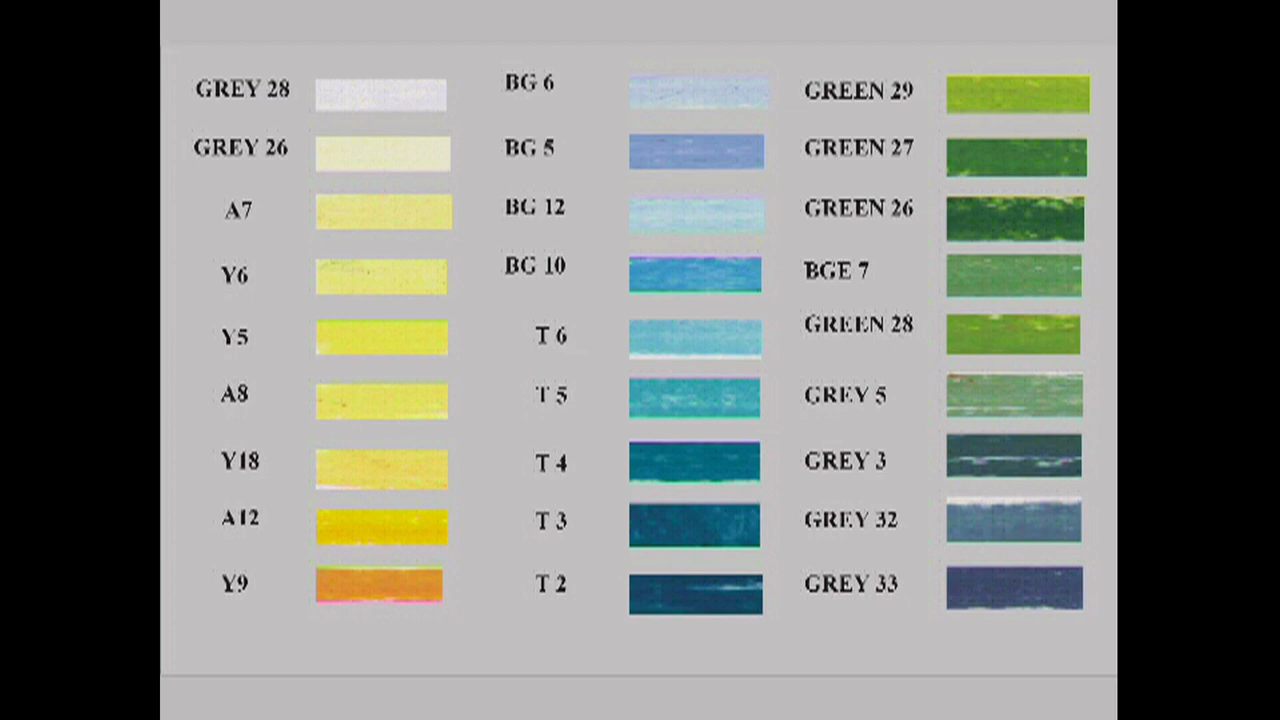 GREY 28
GREY 26
A7
Y6
Y5
A8
Y18
A12
Y9
BG 6
BG 5
BG 12
BG 10
T 6
T 5
T 4
T 3
T 2
GREEN 29
GREEN 27
GREEN 26
BGE 7
GREEN 28
GREY 5
GREY 3
GREY 32
GREY 33